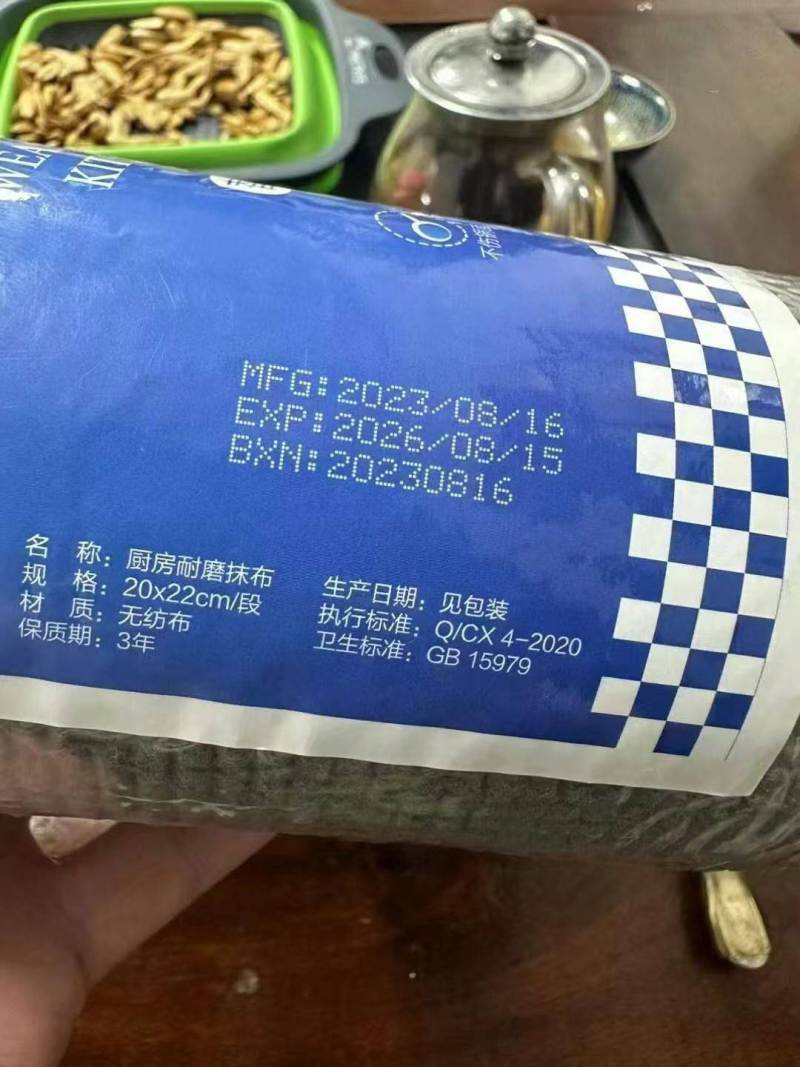 KIT
MFG:2023/08/16
EXP:2026/08/15
BXN:20230816
名 称：厨房耐磨抹布
规 格：20x22cm/段
材 质：无纺布
保质期：3年
生产日期：见包装
执行标准：Q/CX 4-2020
卫生标准：GB 15979